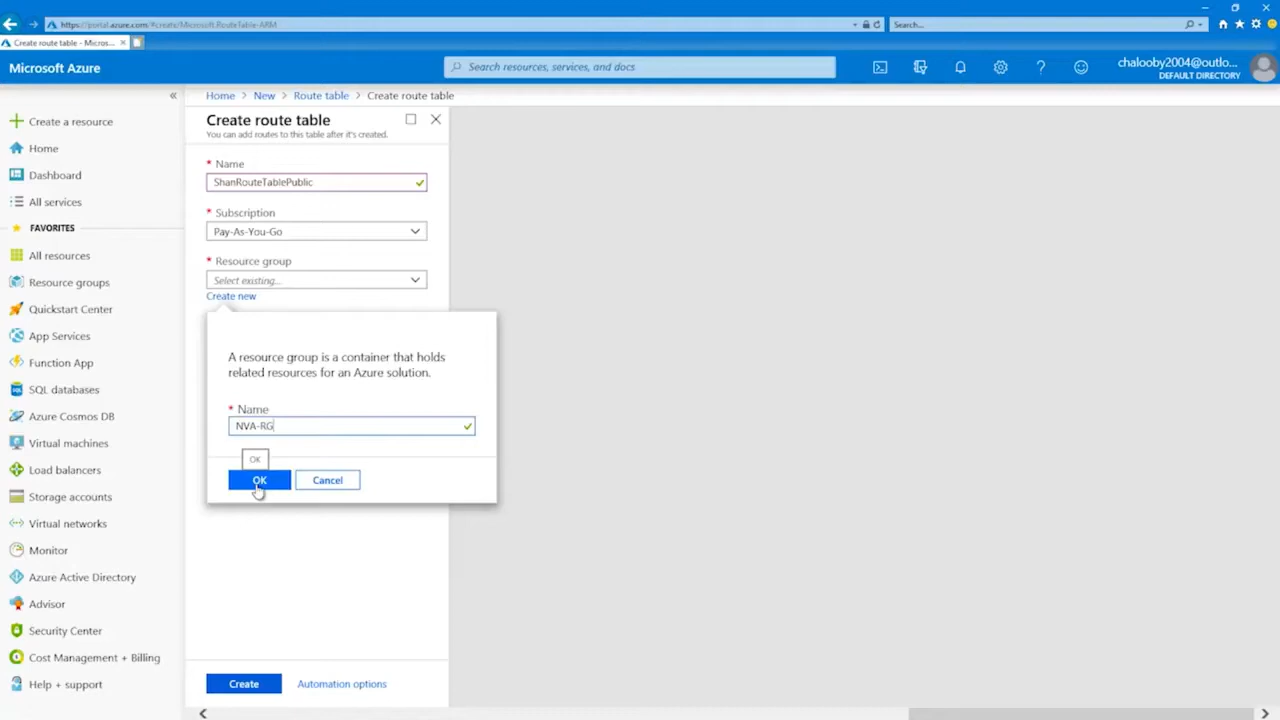 https://portal.azure.com/#create/Microsoft.RouteTable-ARM
Search...
Create route table - Micros...
Microsoft Azure
Search resources, services, and docs
chalooby2004@outlo...
DEFAULT DIRECTORY
Home > New > Route table > Create route table
Create a resource
Home
Dashboard
All services
FAVORITES
All resources
Resource groups
Quickstart Center
App Services
Function App
SQL databases
Azure Cosmos DB
Virtual machines
Load balancers
Storage accounts
Virtual networks
Monitor
Azure Active Directory
Advisor
Security Center
Cost Management + Billing
Help + support
Create route table
You can add routes to this table after it's created.
* Name
ShanRouteTablePublic
* Subscription
Pay-As-You-Go
* Resource group
Select existing...
Create new
A resource group is a container that holds
related resources for an Azure solution.
* Name
NVA-RG
OK
OK
Cancel
Create
Automation options